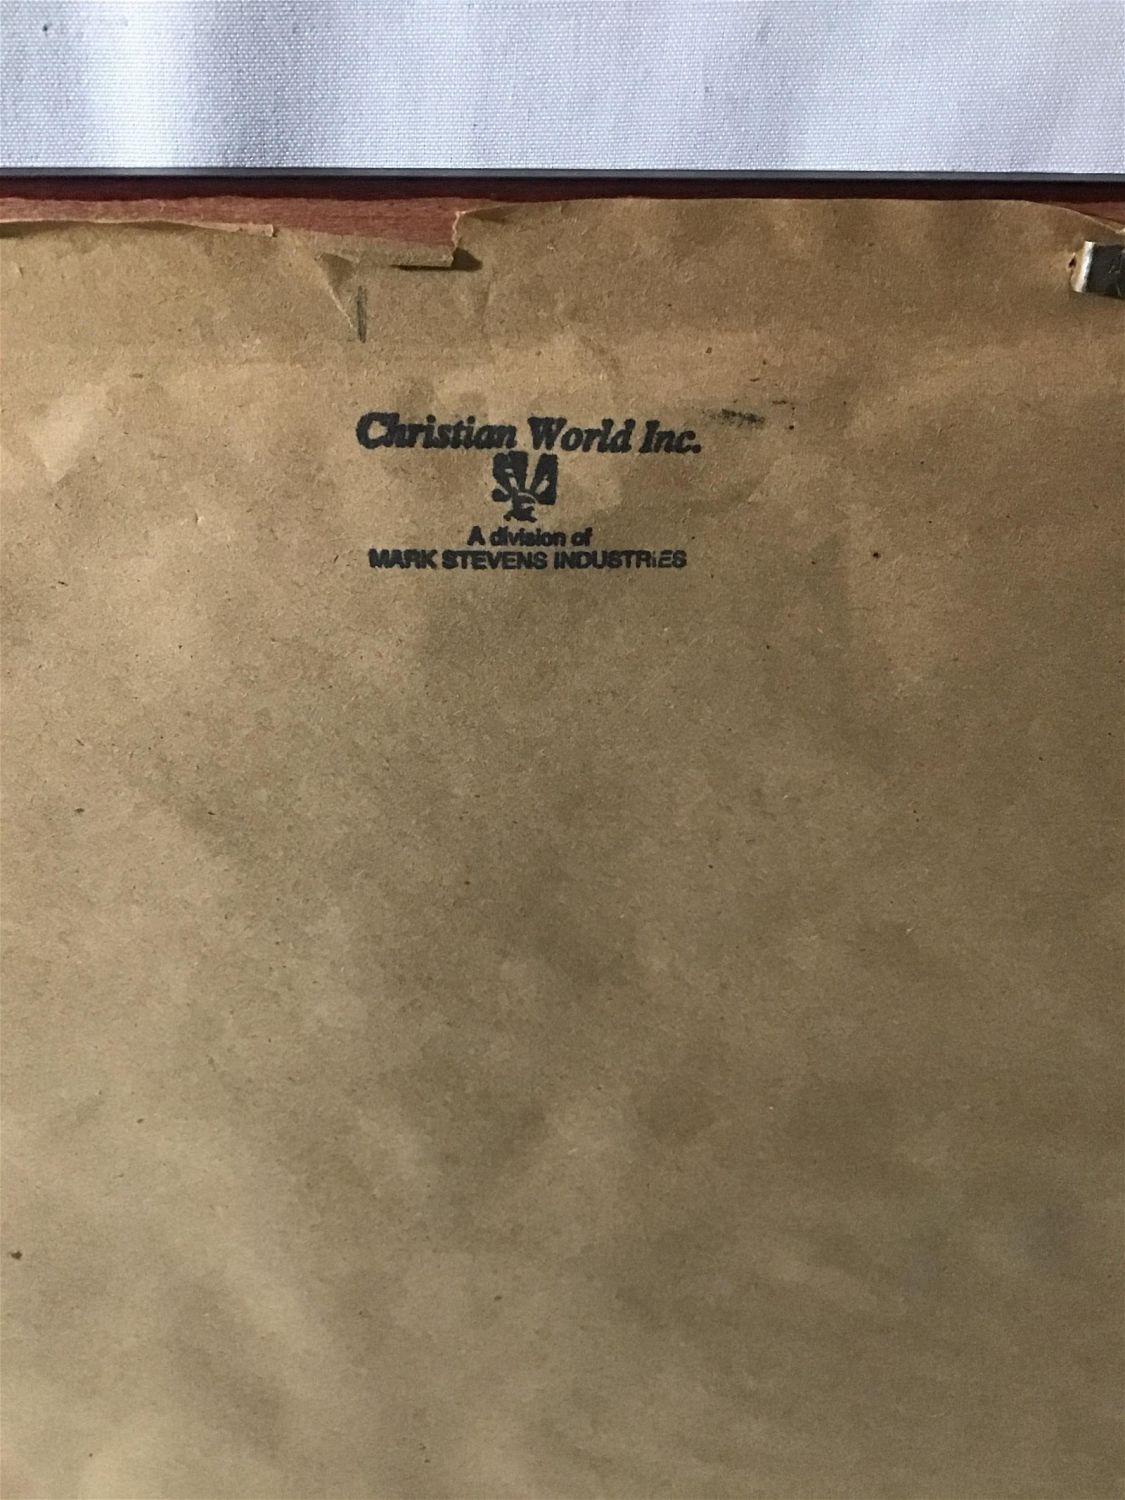 Christian World Inc.
A division of
MARK STEVENS INDUSTRIES